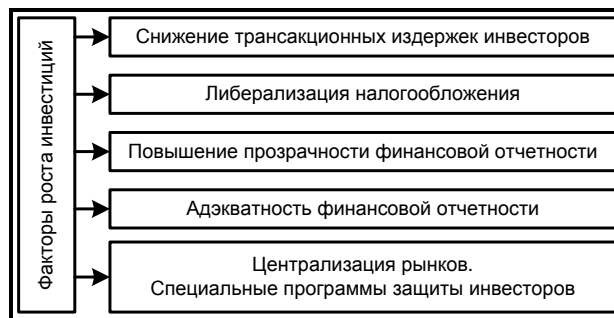 Факторы роста инвестиций
Снижение трансакционных издержек инвесторов
Либерализация налогообложения
Повышение прозрачности финансовой отчетности
Адэкватность финансовой отчетности
Централизация рынков.
Специальные программы защиты инвесторов